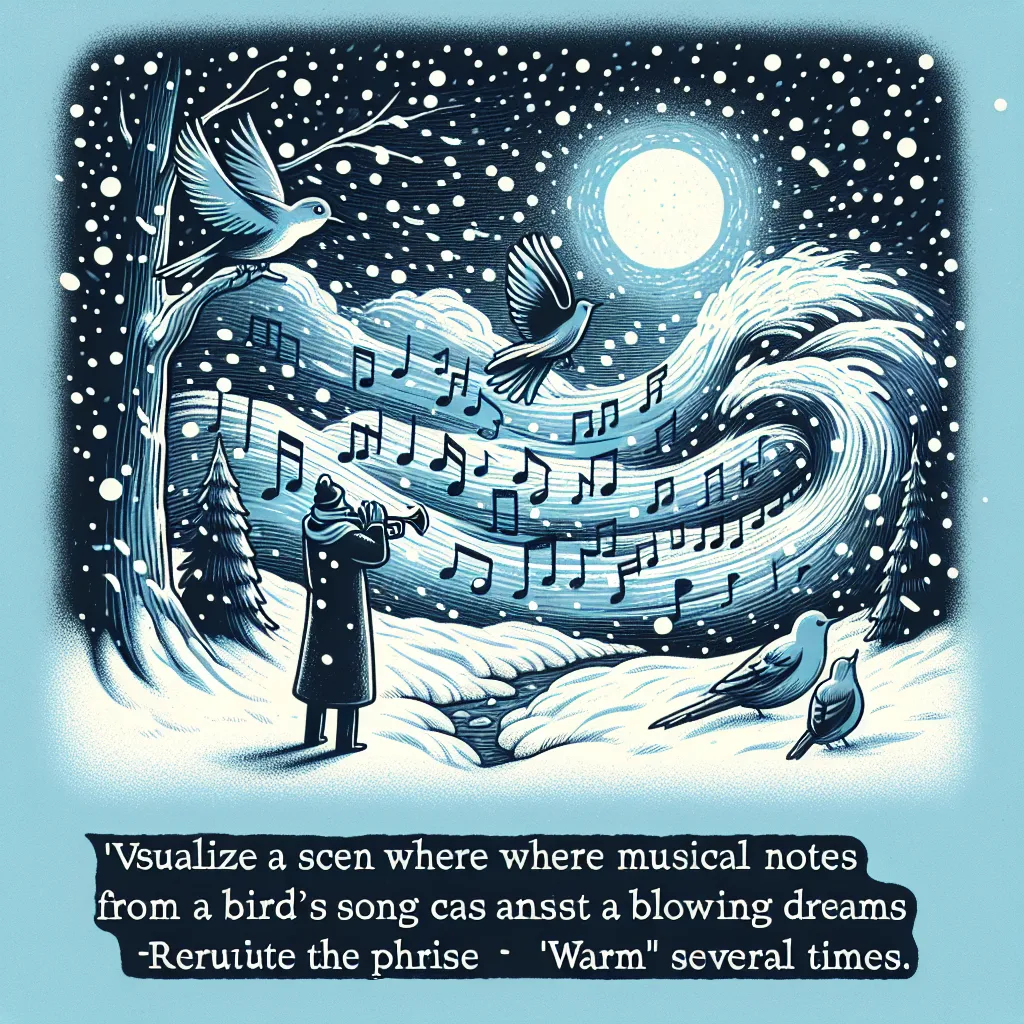 'Vsualize a scen where where musical notes
from a bird's song cas ansst a blowing dreams
-Reruiute the phrise - 'Warm" several times.